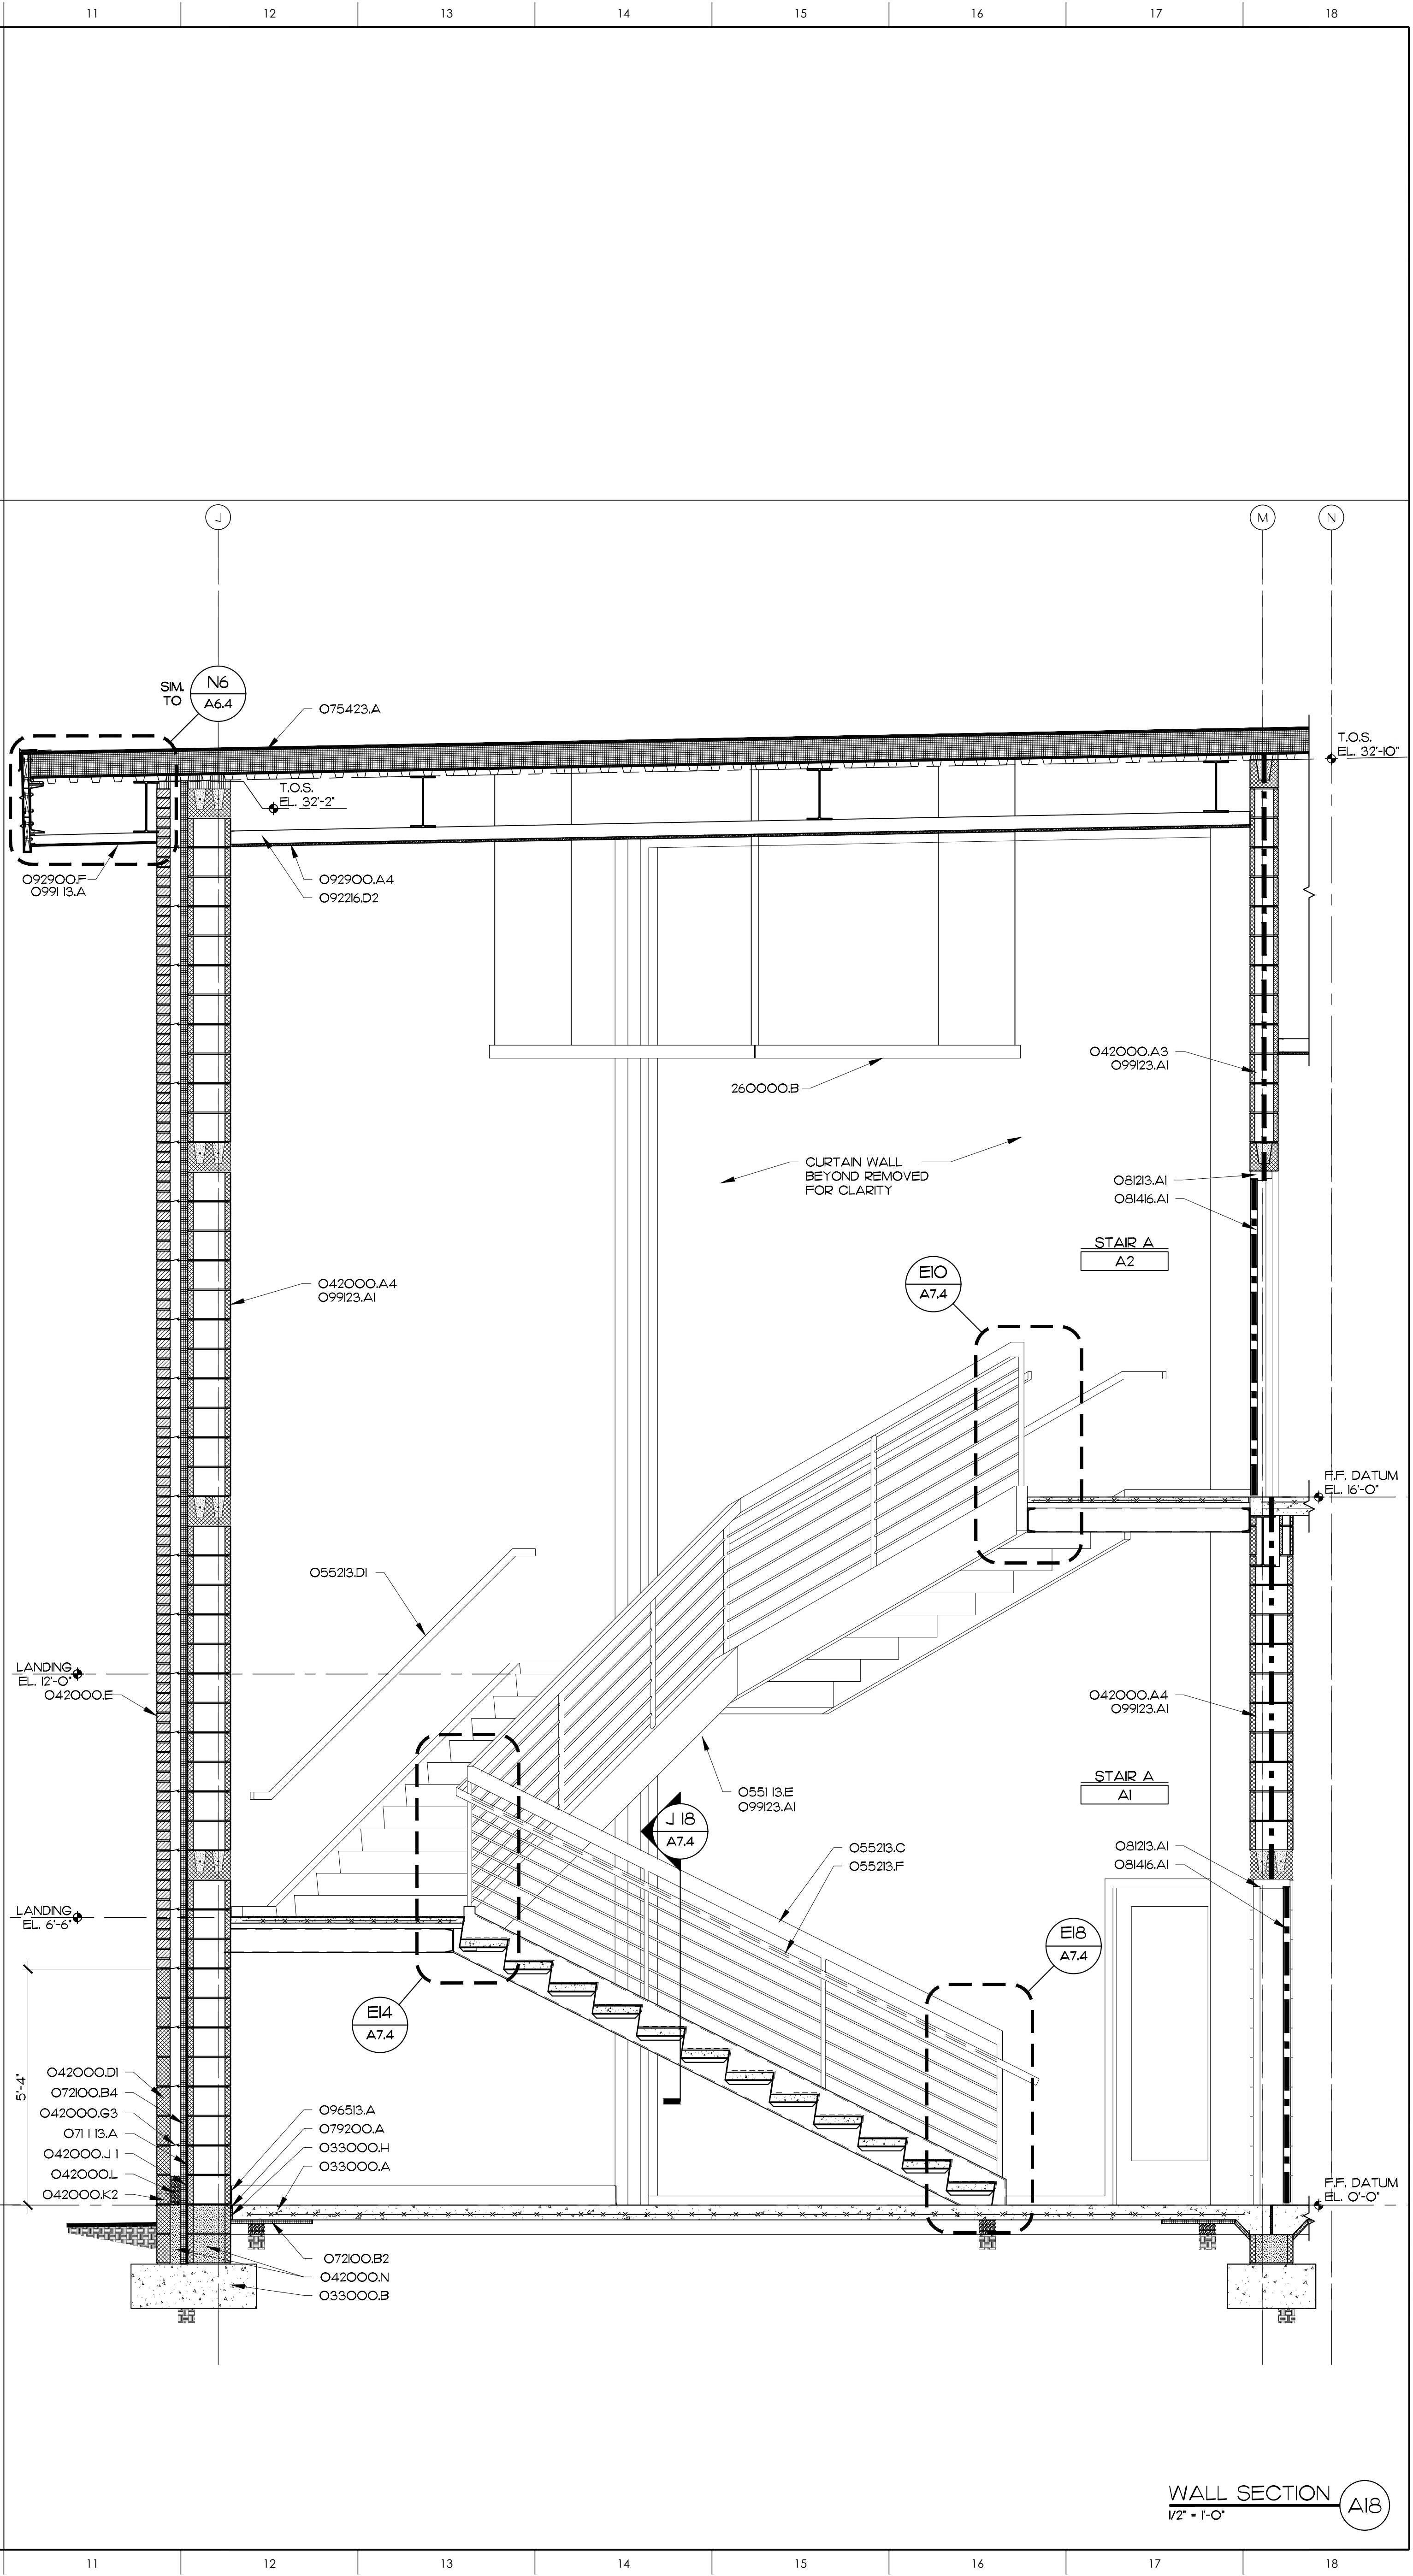 11 12 13 14 15 16 17 18
J
M
N
SIM.
TO
N6
A6.4
075423.A
T.O.S.
EL. 32'-10"
T.O.S.
EL. 32'-2"
092900.F
099113.A
092900.A4
092216.D2
042000.A3
099123.A1
260000.B
CURTAIN WALL
BEYOND REMOVED
FOR CLARITY
081213.A1
081416.A1
STAIR A
A2
E10
A7.4
042000.A4
099123.A1
F.F. DATUM
EL. 16'-0"
055213.D1
LANDING
EL. 12'-0"
042000.E
042000.A4
099123.A1
STAIR A
A1
055113.E
099123.A1
J18
A7.4
055213.C
055213.F
081213.A1
081416.A1
LANDING
EL. 6'-6"
E18
A7.4
E14
A7.4
5'-4"
042000.D1
072100.B4
042000.G3
071113.A
042000.J1
042000.L
042000.K2
096513.A
079200.A
033000.H
033000.A
F.F. DATUM
EL. 0'-0"
072100.B2
042000.N
033000.B
WALL SECTION
1/2" = 1'-0"
A18
11 12 13 14 15 16 17 18